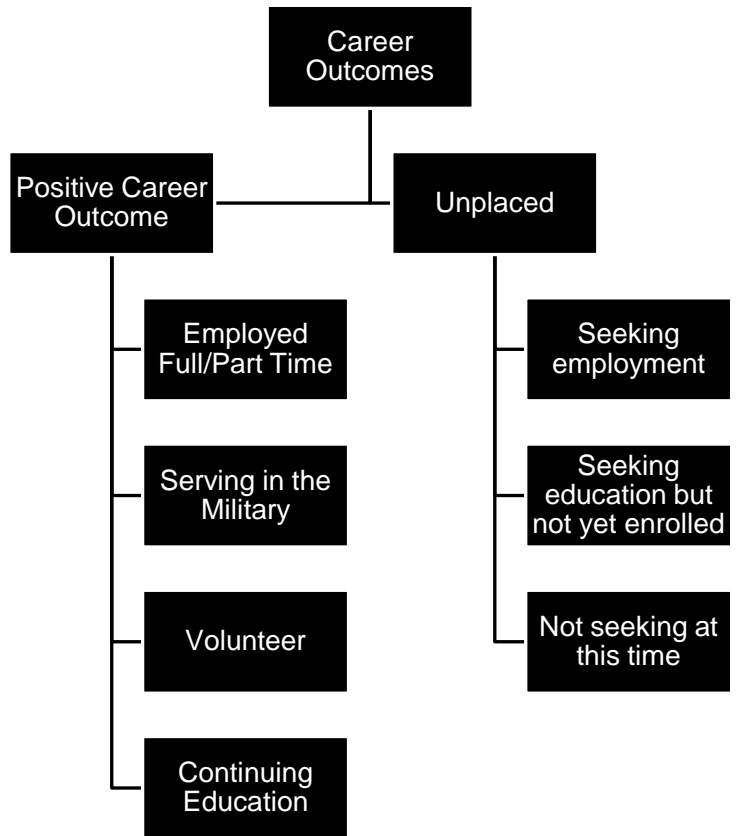 Career
Outcomes
Positive Career
Outcome
Unplaced
Employed
Full/Part Time
Serving in the
Military
Volunteer
Continuing
Education
Seeking
employment
Seeking
education but
not yet enrolled
Not seeking at
this time